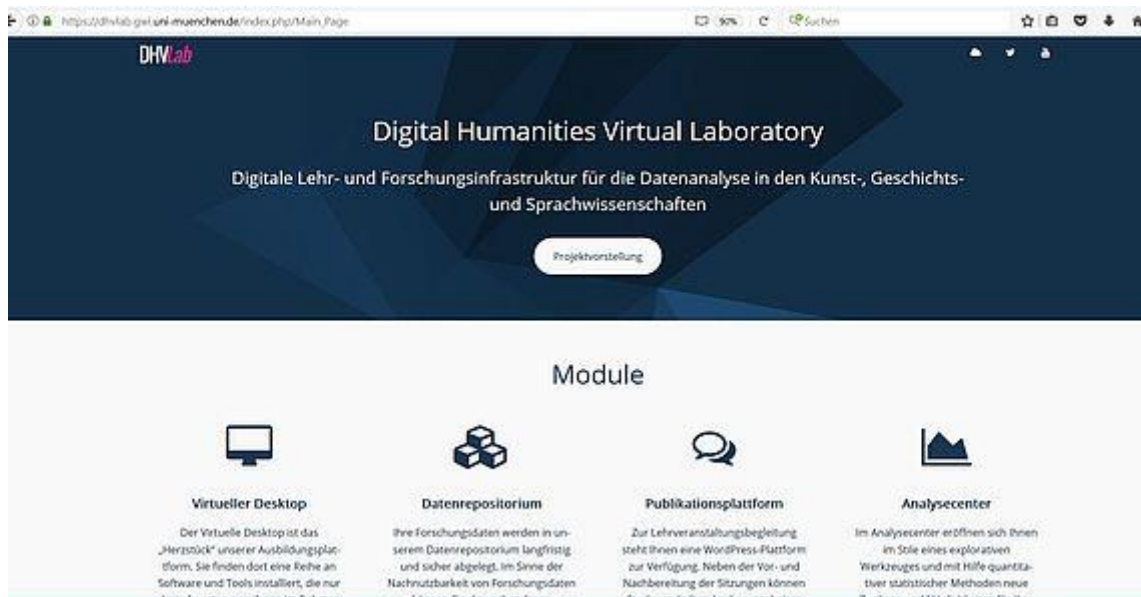 https://dhvlab.gwi.uni-muenchen.de/index.php/Main_Page
90%
Suchen
DHVLab
Digital Humanities Virtual Laboratory
Digitale Lehr- und Forschungsinfrastruktur für die Datenanalyse in den Kunst-, Geschichts-
und Sprachwissenschaften
Projektvorstellung
Module
Virtueller Desktop
Der Virtuelle Desktop ist das
„Herzstück“ unserer Ausbildungsplat-
tform. Sie finden dort eine Reihe an
Software und Tools installiert, die nur
Datenrepositorium
Ihre Forschungsdaten werden in un-
serem Datenrepositorium langfristig
und sicher abgelegt. Im Sinne der
Nachnutzbarkeit von Forschungsdaten
Publikationsplattform
Zur Lehrveranstaltungsbegleitung
steht Ihnen eine WordPress-Plattform
zur Verfügung. Neben der Vor- und
Nachbereitung der Sitzungen können
Analysecenter
Im Analysecenter eröffnen sich Ihnen
im Stile eines explorativen
Werkzeuges und mit Hilfe quantita-
tiver statistischer Methoden neue